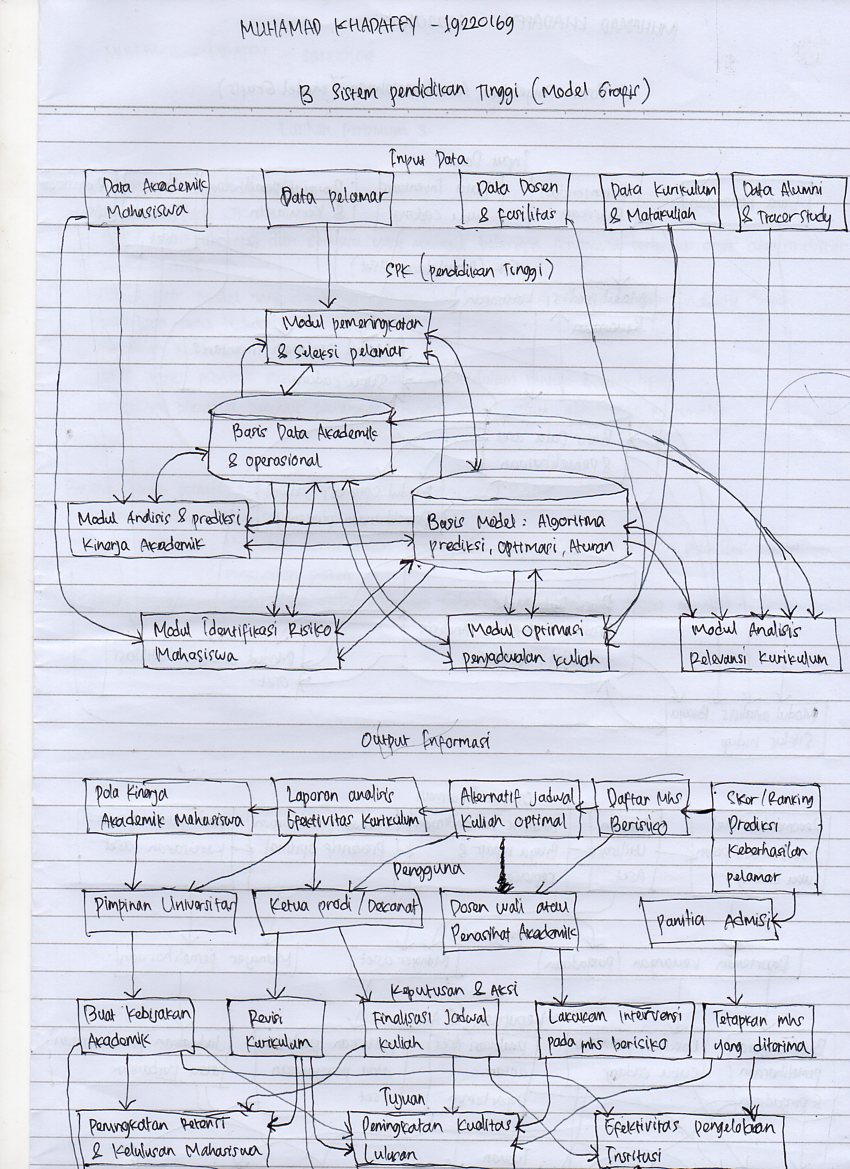 MUHAMAD KHADAFFY - 19220169
B Sistem pendidikan Tinggi (Model Grafis)
Input Data
Data Akademik
Mahasiswa
Data pelamar
Data Dosen
& Fasilitas
Data Kurikulum
& Matakuliah
Data Alumni
& Tracer Study
SPK (pendidikan Tinggi)
Modul pemeringkatan
& Seleksi pelamar
Basis Data Akademik
& operasional
Modul Analisis & prediksi
Kinerja Akademik
Basis Model : Algoritma
prediksi, Optimasi, Aturan
Modul Identifikasi Risiko
Mahasiswa
Modul Optimasi
penjadwalan kuliah
Modul Analisis
Relevansi Kurikulum
Output Informasi
Pola Kinerja
Akademik Mahasiswa
Laporan analisis
Efektivitas Kurikulum
Alternatif Jadwal
Kuliah Optimal
Daftar Mhs
Berisiko
Skor/Ranking
Prediksi
Keberhasilan
pelamar
Pengguna
Pimpinan Universitas
Ketua prodi / Dekanat
Dosen wali atau
Penasihat Akademik
panitia Admisi
Keputusan & Aksi
Buat Kebijakan
Akademik
Revisi
Kurikulum
Finalisasi Jadwal
Kuliah
Lakukan Intervensi
pada mhs berisiko
Tetapkan mhs
yang diterima
Tujuan
Peningkatan Retensi
& Kelulusan Mahasiswa
Peningkatan Kualitas
Lulusan
Efektivitas pengelolaan
Institusi